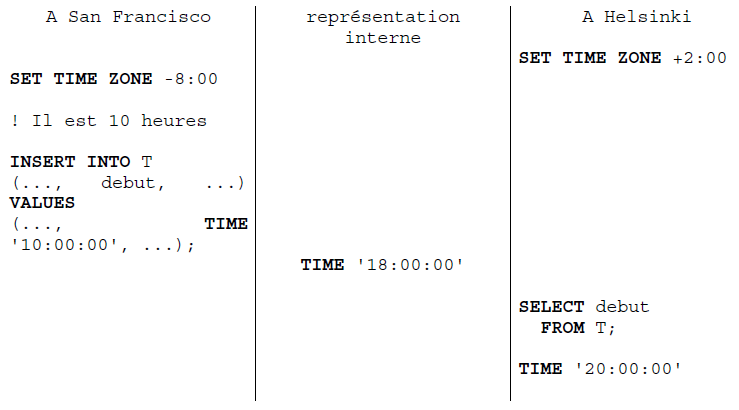 A San Francisco
SET TIME ZONE -8:00
! Il est 10 heures
INSERT INTO T
(..., debut, ...)
VALUES
(..., TIME
'10:00:00', ...);
représentation
interne
TIME '18:00:00'
A Helsinki
SET TIME ZONE +2:00
SELECT debut
FROM T;
TIME '20:00:00'